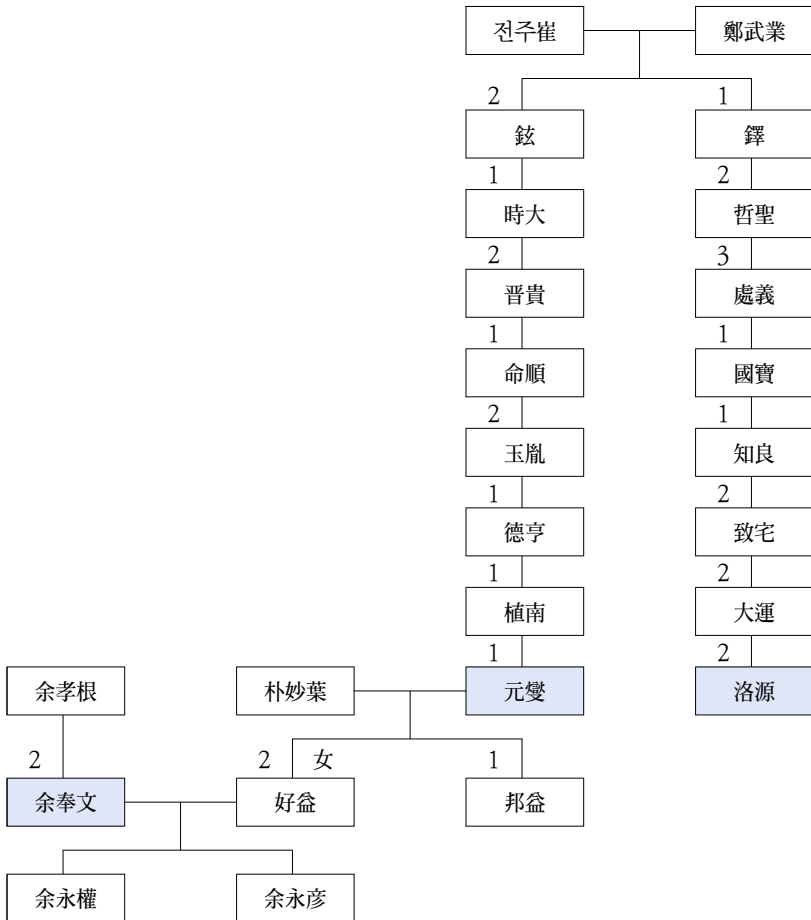 전주崔 鄭武業
2 1
鉉 鐸
1 2
時大 哲聖
2 3
晋貴 處義
1 1
命順 國寶
2 1
玉胤 知良
1 2
德亨 致宅
1 2
植南 大運
1 2
余孝根 朴妙葉 元燮 洛源
2 2 女 1
余奉文 好益 邦益
余永權 余永彦